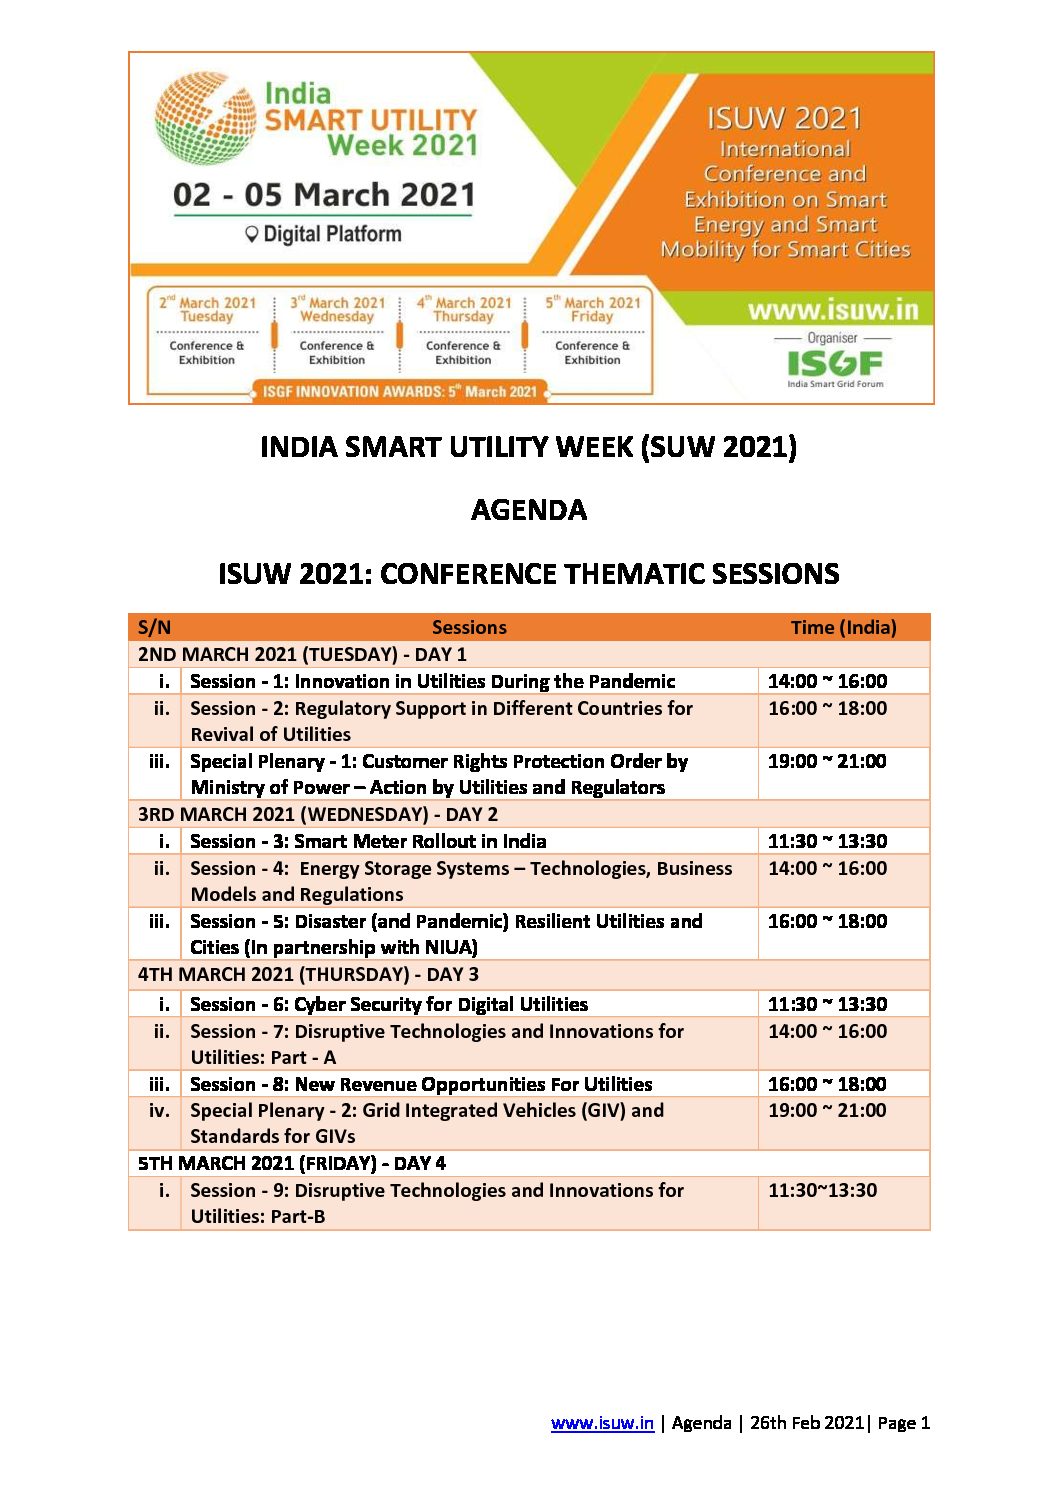 India
SMART UTILITY
Week 2021
02 - 05 March 2021
Digital Platform
ISUW 2021
International
Conference and
Exhibition on Smart
Energy and Smart
Mobility for Smart Cities
2nd March 2021
Tuesday
Conference &
Exhibition
3rd March 2021
Wednesday
Conference &
Exhibition
4th March 2021
Thursday
Conference &
Exhibition
5th March 2021
Friday
Conference &
Exhibition
ISGF INNOVATION AWARDS: 5th March 2021
www.isuw.in
Organiser
ISGF
India Smart Grid Forum
INDIA SMART UTILITY WEEK (SUW 2021)
AGENDA
ISUW 2021: CONFERENCE THEMATIC SESSIONS
S/N Sessions Time (India)
2ND MARCH 2021 (TUESDAY) - DAY 1
i. Session - 1: Innovation in Utilities During the Pandemic 14:00 ~ 16:00
ii. Session - 2: Regulatory Support in Different Countries for 16:00 ~ 18:00
Revival of Utilities
iii. Special Plenary - 1: Customer Rights Protection Order by 19:00 ~ 21:00
Ministry of Power – Action by Utilities and Regulators
3RD MARCH 2021 (WEDNESDAY) - DAY 2
i. Session - 3: Smart Meter Rollout in India 11:30 ~ 13:30
ii. Session - 4: Energy Storage Systems – Technologies, Business 14:00 ~ 16:00
Models and Regulations
iii. Session - 5: Disaster (and Pandemic) Resilient Utilities and 16:00 ~ 18:00
Cities (In partnership with NIUA)
4TH MARCH 2021 (THURSDAY) - DAY 3
i. Session - 6: Cyber Security for Digital Utilities 11:30 ~ 13:30
ii. Session - 7: Disruptive Technologies and Innovations for 14:00 ~ 16:00
Utilities: Part - A
iii. Session - 8: New Revenue Opportunities For Utilities 16:00 ~ 18:00
iv. Special Plenary - 2: Grid Integrated Vehicles (GIV) and 19:00 ~ 21:00
Standards for GIVs
5TH MARCH 2021 (FRIDAY) - DAY 4
i. Session - 9: Disruptive Technologies and Innovations for 11:30~13:30
Utilities: Part-B
www.isuw.in | Agenda | 26th Feb 2021| Page 1